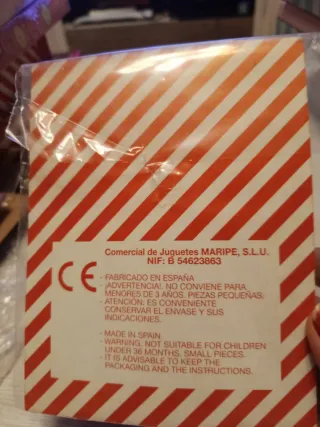 Comercial de Juguetes MARIPE, S.L.U.
NIF: B 54623863
CE
- FABRICADO EN ESPAÑA
- ¡ADVERTENCIA!. NO CONVIENE PARA
MENORES DE 3 AÑOS. PIEZAS PEQUEÑAS.
- ATENCIÓN: ES CONVENIENTE
CONSERVAR EL ENVASE Y SUS
INDICACIONES.
- MADE IN SPAIN
- WARNING. NOT SUITABLE FOR CHILDREN
UNDER 36 MONTHS. SMALL PIECES.
- IT IS ADVISABLE TO KEEP THE
PACKAGING AND THE INSTRUCTIONS.